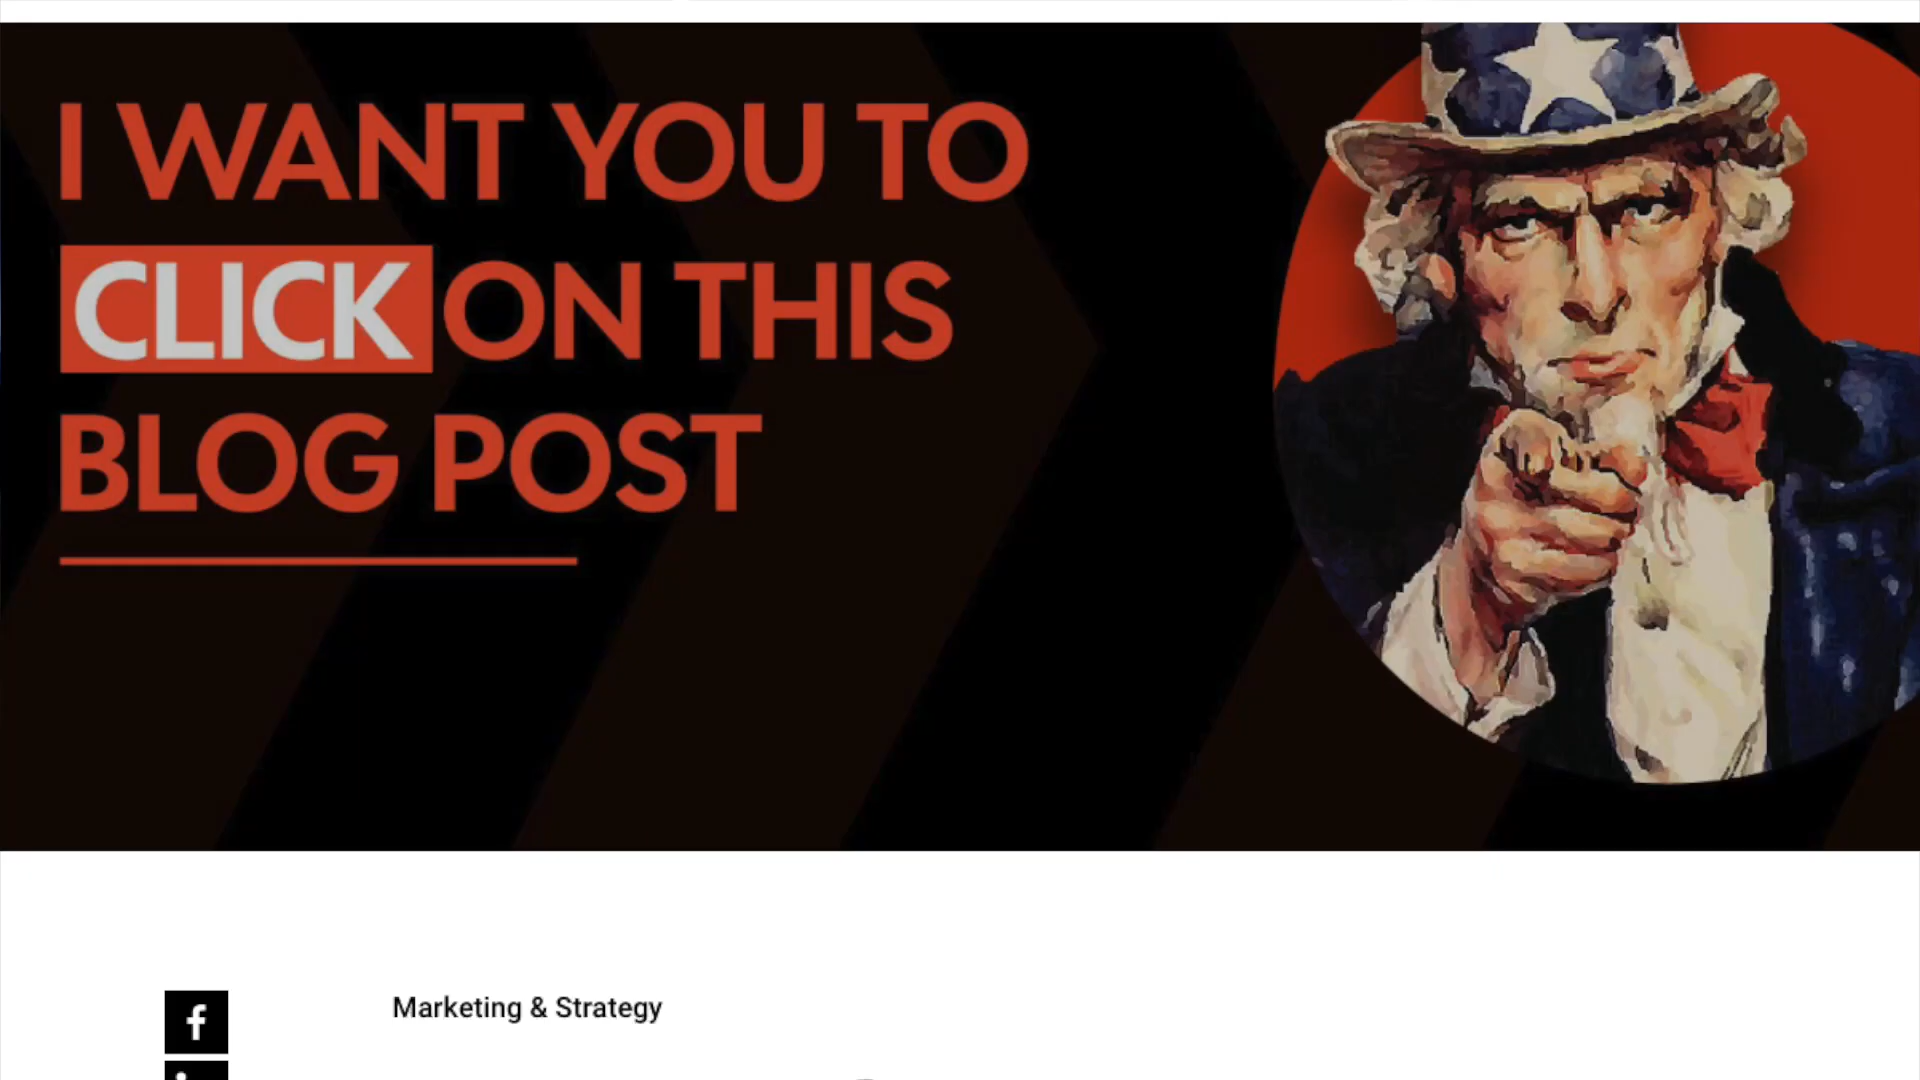 I WANT YOU TO
CLICK ON THIS
BLOG POST
f
Marketing & Strategy